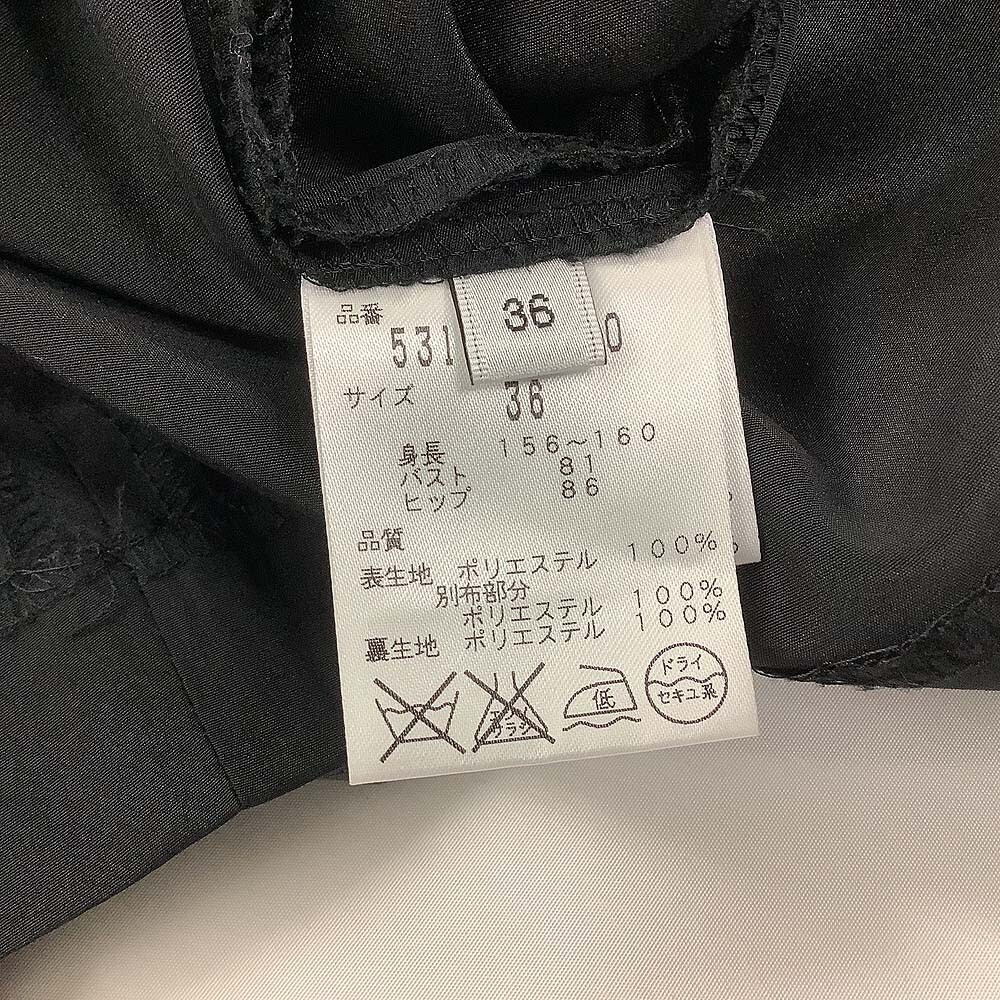 品番
36
531 0
サイズ 36
身長 156～160
バスト 81
ヒップ 86
品質
表生地 ポリエステル 100%
別布部分
ポリエステル 100%
裏生地 ポリエステル 100%
%
%
低
ドライ
セキユ系
サラシ